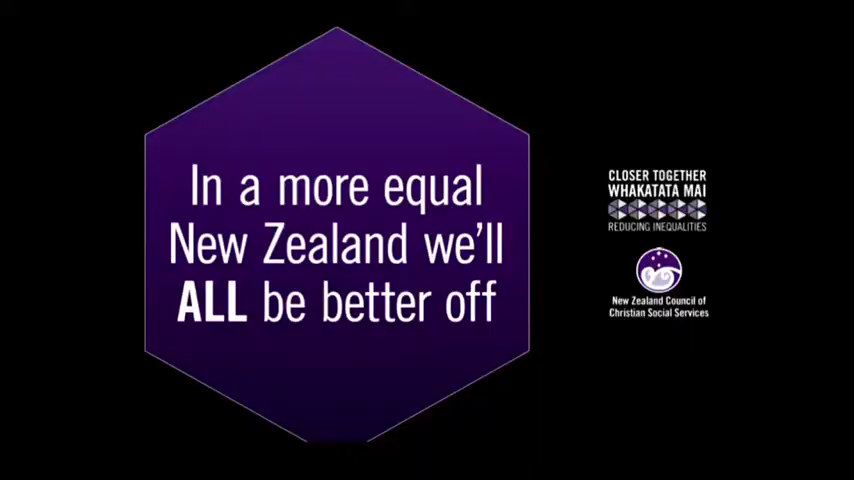 In a more equal
New Zealand we'll
ALL be better off
CLOSER TOGETHER
WHAKATATA MAI
REDUCING INEQUALITIES
New Zealand Council of
Christian Social Services